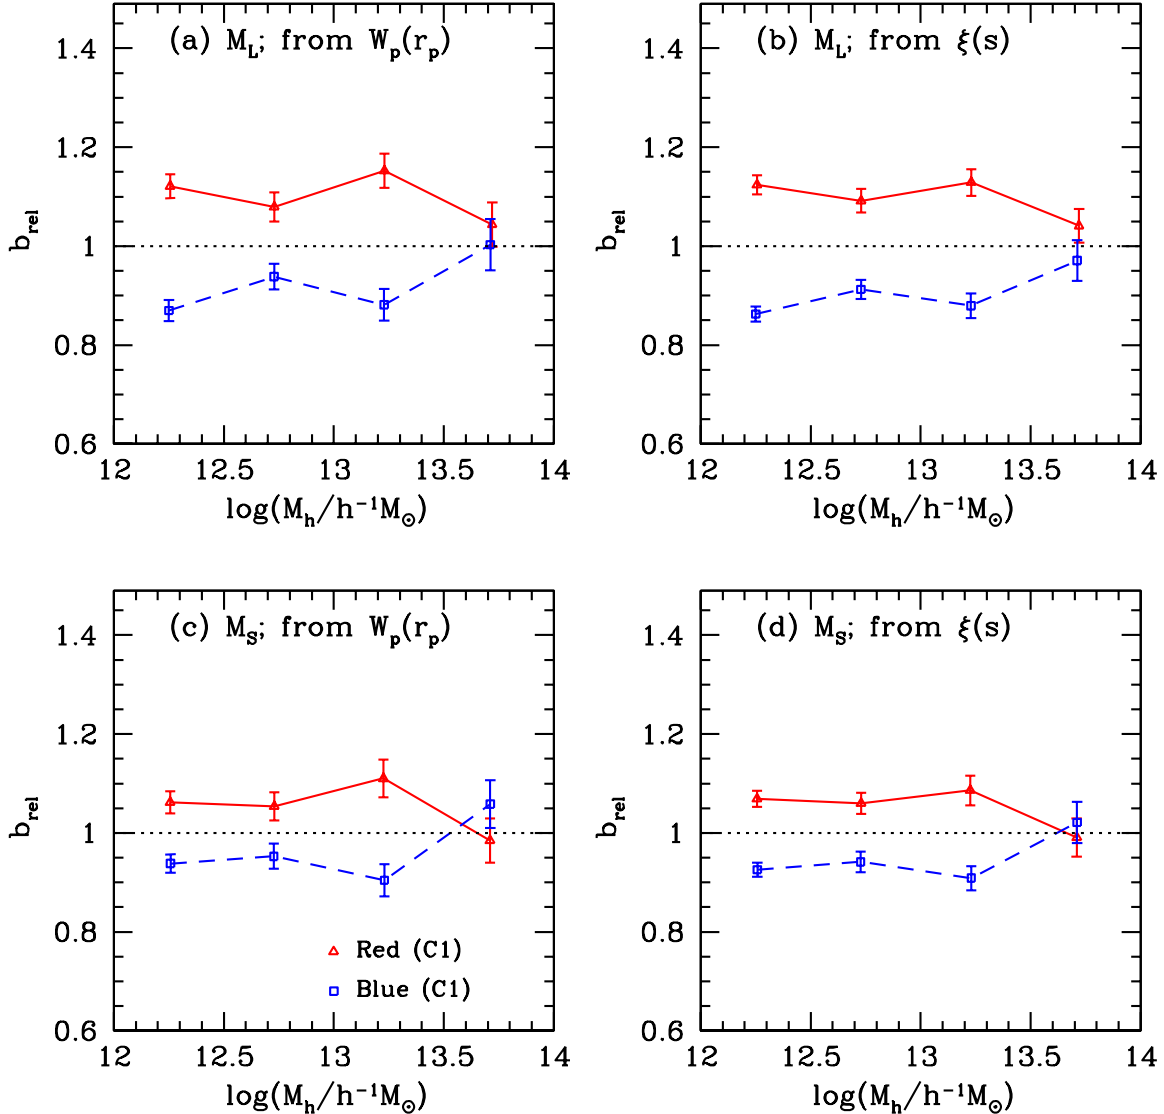 (a) M_L; from W_p(r_p)
1.4
1.2
1
0.8
0.6
b_rel
12 12.5 13 13.5 14
log(M_h/h⁻¹M_⊙)
(b) M_L; from ξ(s)
1.4
1.2
1
0.8
0.6
b_rel
12 12.5 13 13.5 14
log(M_h/h⁻¹M_⊙)
(c) M_S; from W_p(r_p)
1.4
1.2
1
0.8
0.6
b_rel
Red (C1)
Blue (C1)
12 12.5 13 13.5 14
log(M_h/h⁻¹M_⊙)
(d) M_S; from ξ(s)
1.4
1.2
1
0.8
0.6
b_rel
12 12.5 13 13.5 14
log(M_h/h⁻¹M_⊙)